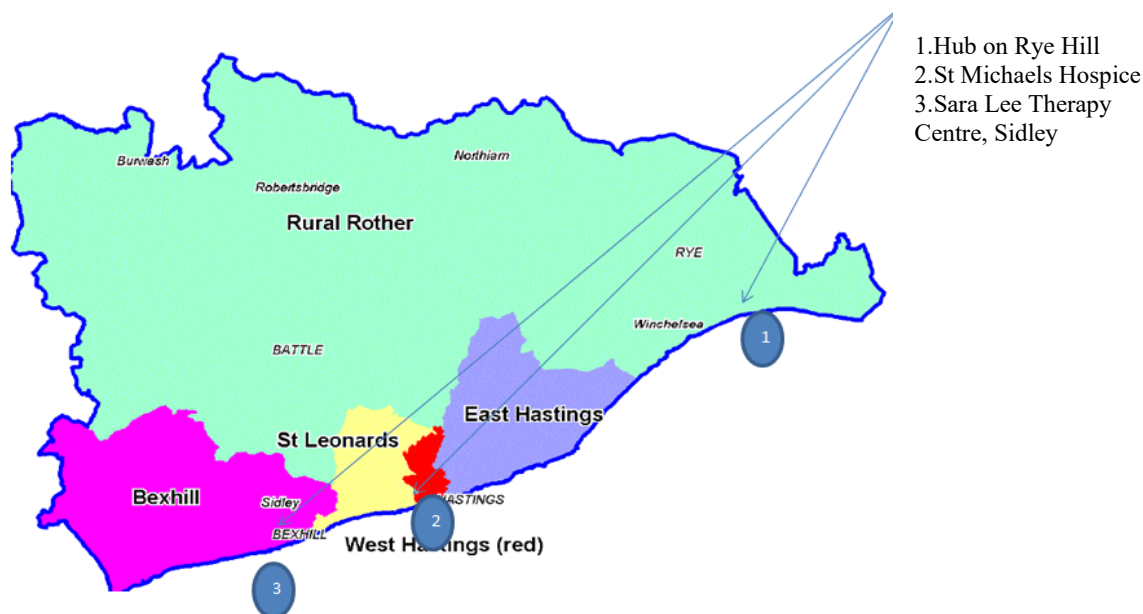 1.Hub on Rye Hill
2.St Michaels Hospice
3.Sara Lee Therapy
Centre, Sidley
Burwash
Northiam
Robertsbridge
Rural Rother
RYE
Winchelsea
1
BATTLE
East Hastings
St Leonards
Bexhill
Sidley
HASTINGS
2
BEXHILL
West Hastings (red)
3